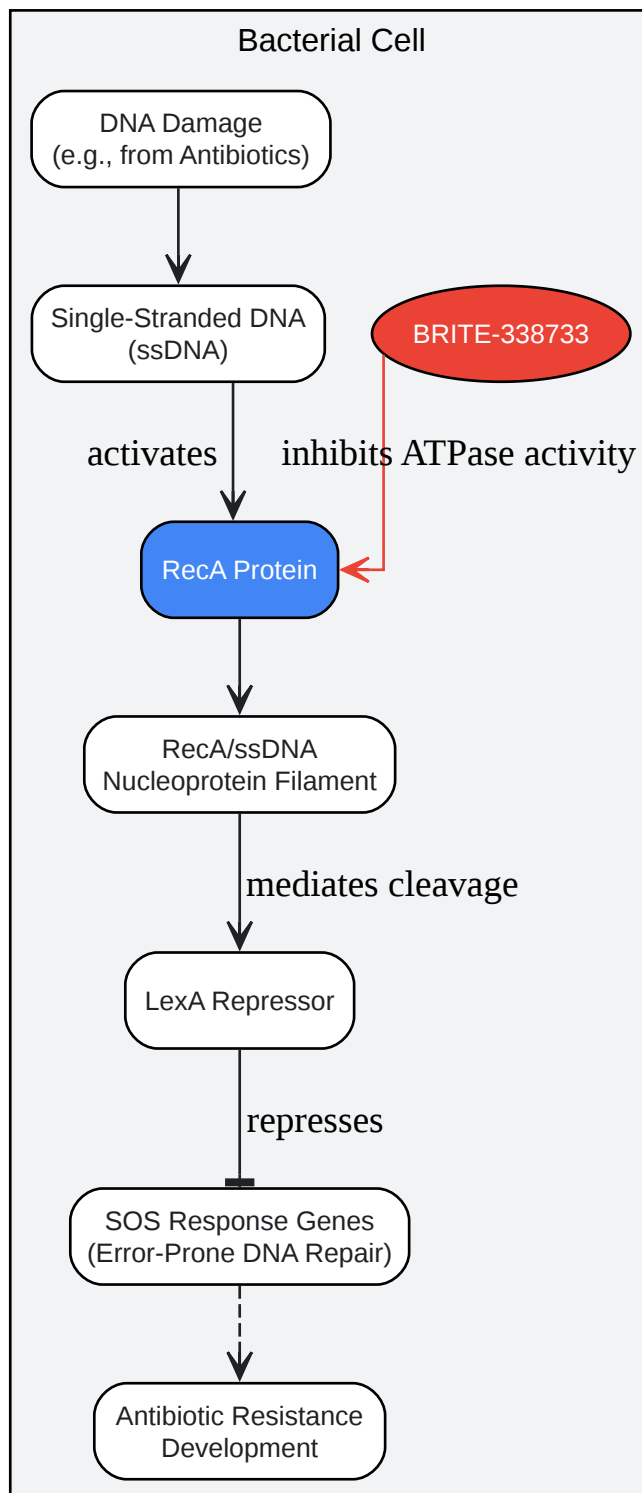 Bacterial Cell
DNA Damage
(e.g., from Antibiotics)
Single-Stranded DNA
(ssDNA)
BRITE-338733
activates
inhibits ATPase activity
RecA Protein
RecA/ssDNA
Nucleoprotein Filament
mediates cleavage
LexA Repressor
represses
SOS Response Genes
(Error-Prone DNA Repair)
Antibiotic Resistance
Development